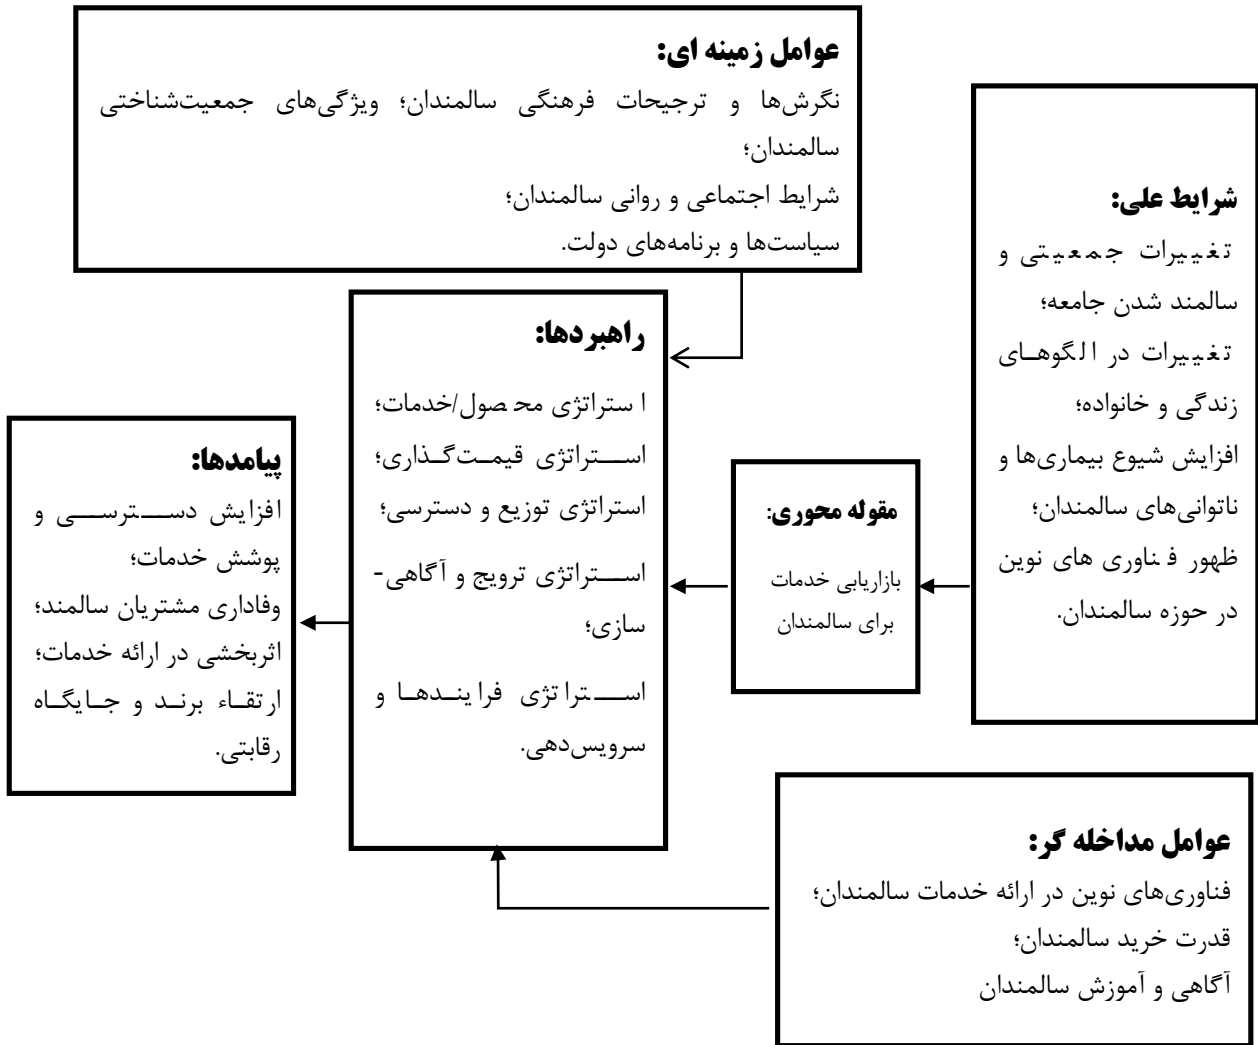 عوامل زمینه ای:
نگرش‌ها و ترجیحات فرهنگی سالمندان؛ ویژگی‌های جمعیت‌شناختی
سالمندان؛
شرایط اجتماعی و روانی سالمندان؛
سیاست‌ها و برنامه‌های دولت.
شرایط علی:
تغییرات جمعیتی و
سالمند شدن جامعه؛
تغییرات در الگوهای
زندگی و خانواده؛
افزایش شیوع بیماری‌ها و
ناتوانی‌های سالمندان؛
ظهور فناوری های نوین
در حوزه سالمندان.
مقوله محوری:
بازاریابی خدمات
برای سالمندان
راهبردها:
استراتژی محصول/خدمات؛
استراتژی قیمت‌گذاری؛
استراتژی توزیع و دسترسی؛
استراتژی ترویج و آگاهی-
سازی؛
استراتژی فرایندها و
سرویس‌دهی.
پیامدها:
افزایش دسترسی و
پوشش خدمات؛
وفاداری مشتریان سالمند؛
اثربخشی در ارائه خدمات؛
ارتقاء برند و جایگاه
رقابتی.
عوامل مداخله گر:
فناوری‌های نوین در ارائه خدمات سالمندان؛
قدرت خرید سالمندان؛
آگاهی و آموزش سالمندان